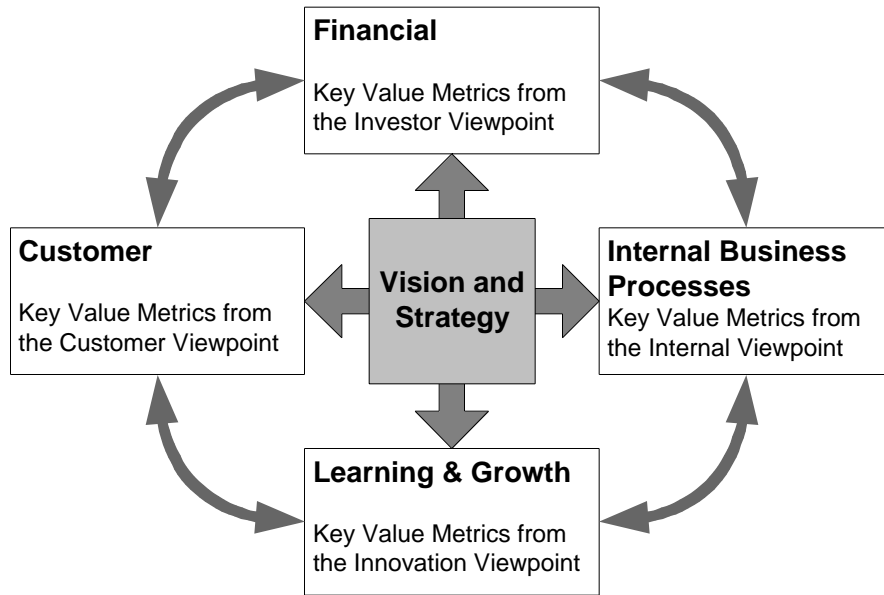 Financial
Key Value Metrics from
the Investor Viewpoint
Customer
Key Value Metrics from
the Customer Viewpoint
Vision and
Strategy
Internal Business
Processes
Key Value Metrics from
the Internal Viewpoint
Learning & Growth
Key Value Metrics from
the Innovation Viewpoint